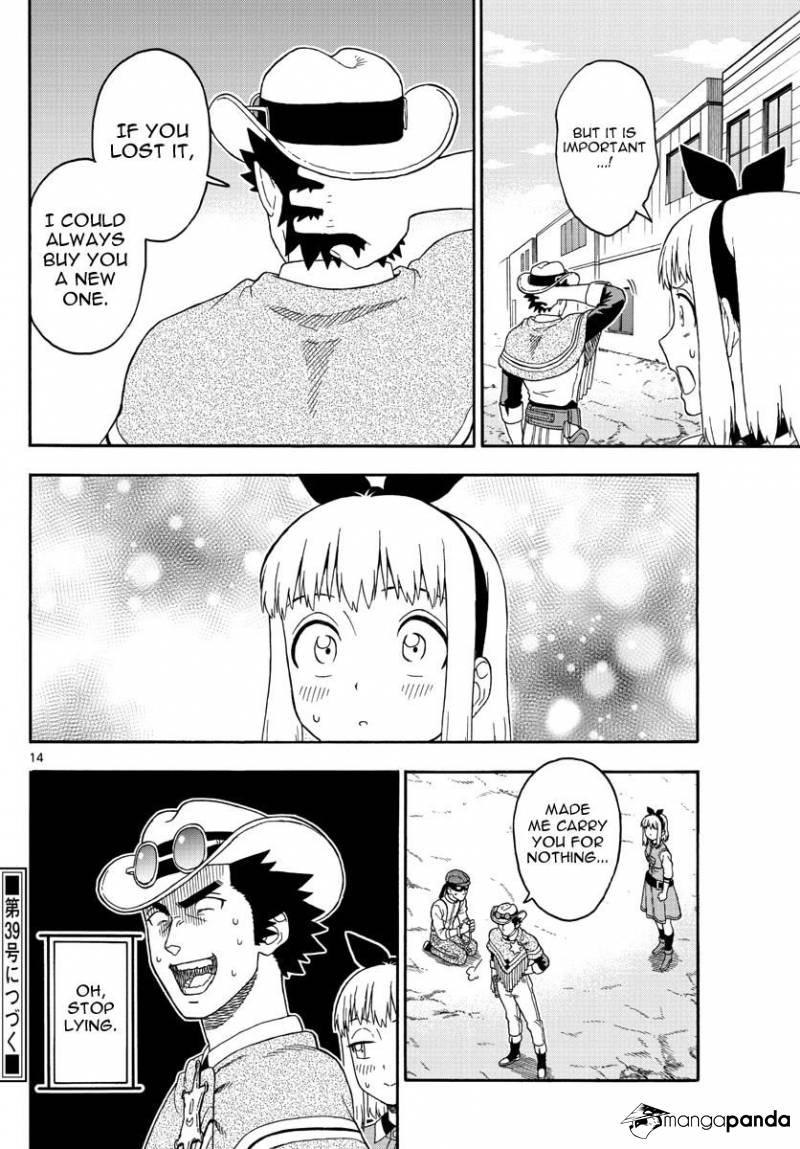 BUT IT IS
IMPORTANT
...!
IF YOU
LOST IT,
I COULD
ALWAYS
BUY YOU
A NEW
ONE.
14
MADE
ME CARRY
YOU FOR
NOTHING...
OH,
STOP
LYING.
■第39号につづく■
mangapanda